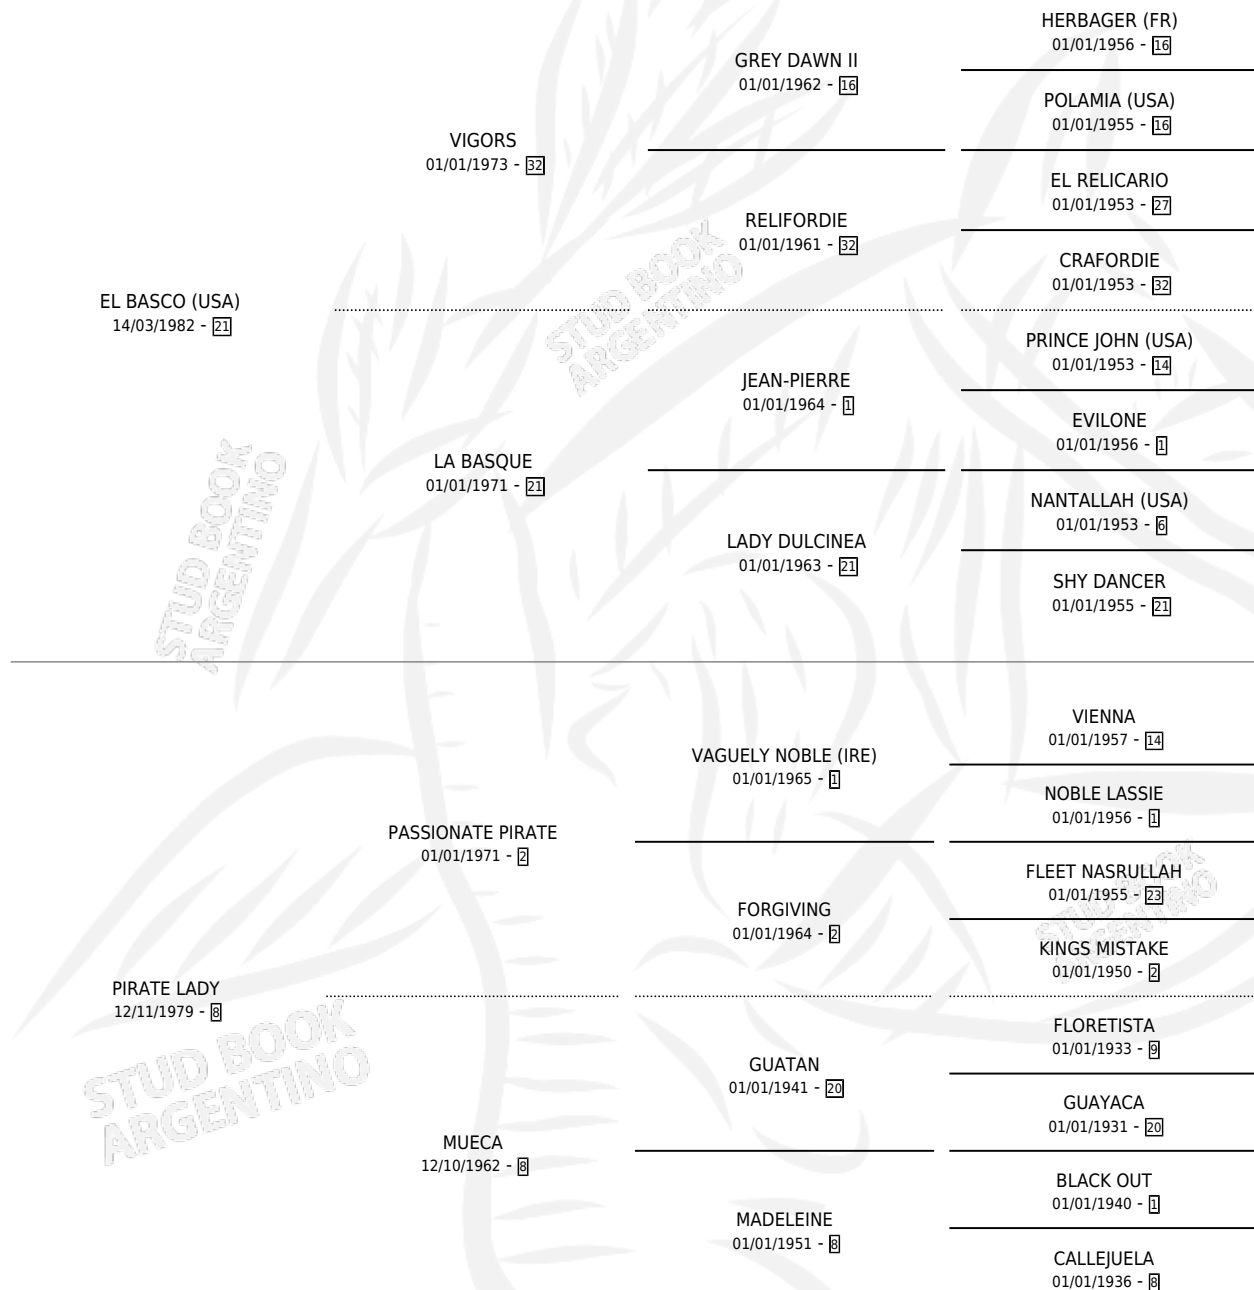 HERBAGER (FR)
01/01/1956 - 16
GREY DAWN II
01/01/1962 - 16
POLAMIA (USA)
01/01/1955 - 16
VIGORS
01/01/1973 - 32
EL RELICARIO
01/01/1953 - 27
RELIFORDIE
01/01/1961 - 32
CRAFORDIE
01/01/1953 - 32
EL BASCO (USA)
14/03/1982 - 21
PRINCE JOHN (USA)
01/01/1953 - 14
JEAN-PIERRE
01/01/1964 - 1
EVILONE
01/01/1956 - 1
LA BASQUE
01/01/1971 - 21
NANTALLAH (USA)
01/01/1953 - 6
LADY DULCINEA
01/01/1963 - 21
SHY DANCER
01/01/1955 - 21
VIENNA
01/01/1957 - 14
VAGUELY NOBLE (IRE)
01/01/1965 - 1
NOBLE LASSIE
01/01/1956 - 1
PASSIONATE PIRATE
01/01/1971 - 2
FLEET NASRULLAH
01/01/1955 - 23
FORGIVING
01/01/1964 - 2
KINGS MISTAKE
01/01/1950 - 2
PIRATE LADY
12/11/1979 - 8
FLORETISTA
01/01/1933 - 9
GUATAN
01/01/1941 - 20
GUAYACA
01/01/1931 - 20
MUECA
12/10/1962 - 8
BLACK OUT
01/01/1940 - 1
MADELEINE
01/01/1951 - 8
CALLEJUELA
01/01/1936 - 8
STUD BOOK
ARGENTINO
STUD BOOK
ARGENTINO
STUD BOOK
ARGENTINO
STUD BOOK
ARGENTINO